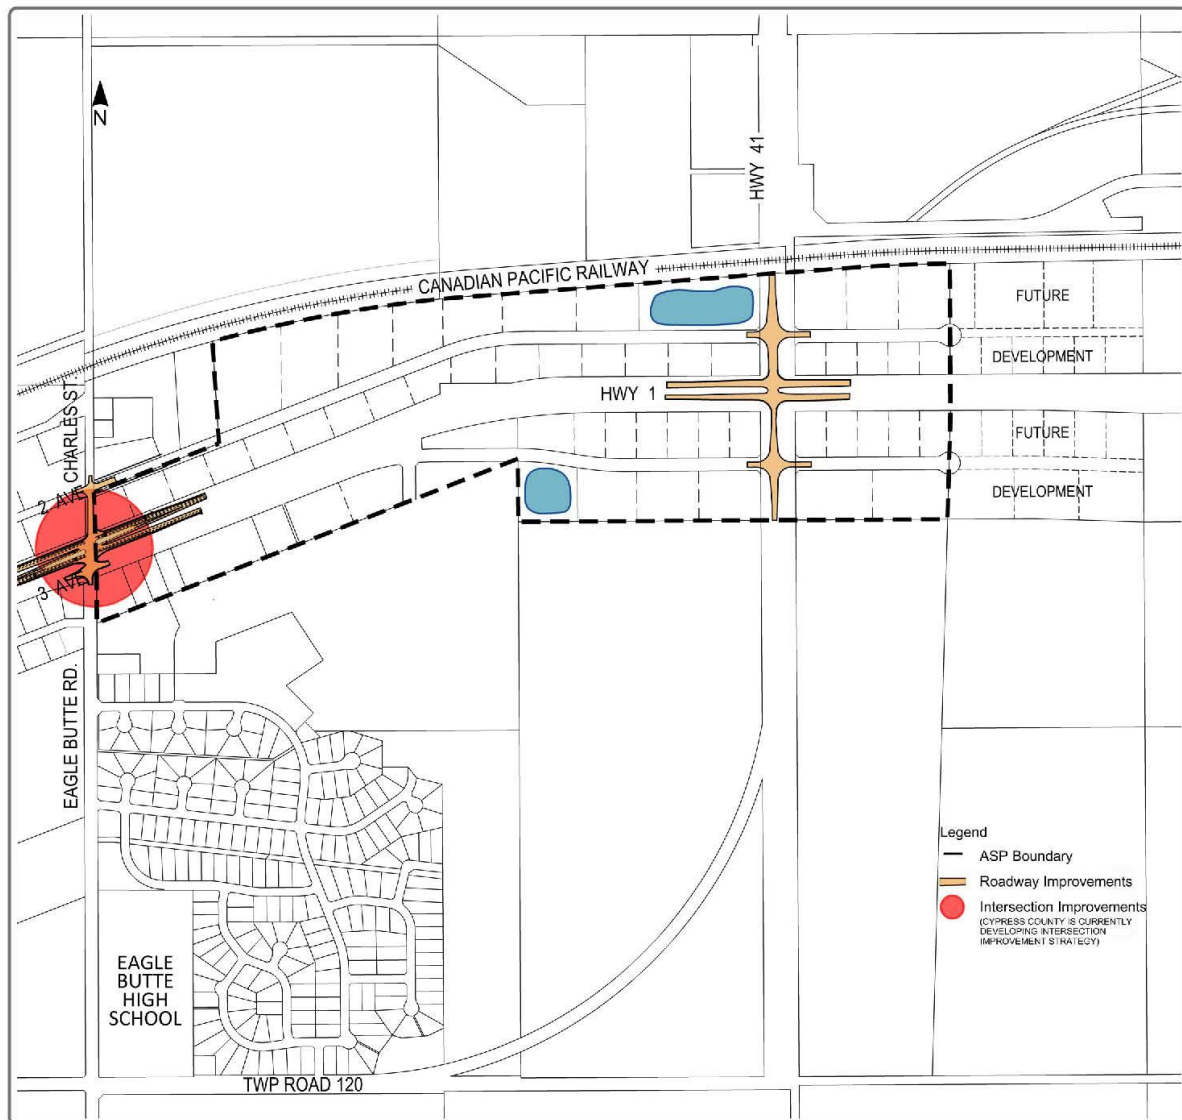 N
HWY 41
CANADIAN PACIFIC RAILWAY
FUTURE
DEVELOPMENT
HWY 1
CHARLES ST.
2 AVE
FUTURE
DEVELOPMENT
3 AVE
EAGLE BUTTE RD.
Legend
ASP Boundary
Roadway Improvements
Intersection Improvements
(CYPRESS COUNTY IS CURRENTLY
DEVELOPING INTERSECTION
IMPROVEMENT STRATEGY)
EAGLE
BUTTE
HIGH
SCHOOL
TWP ROAD 120